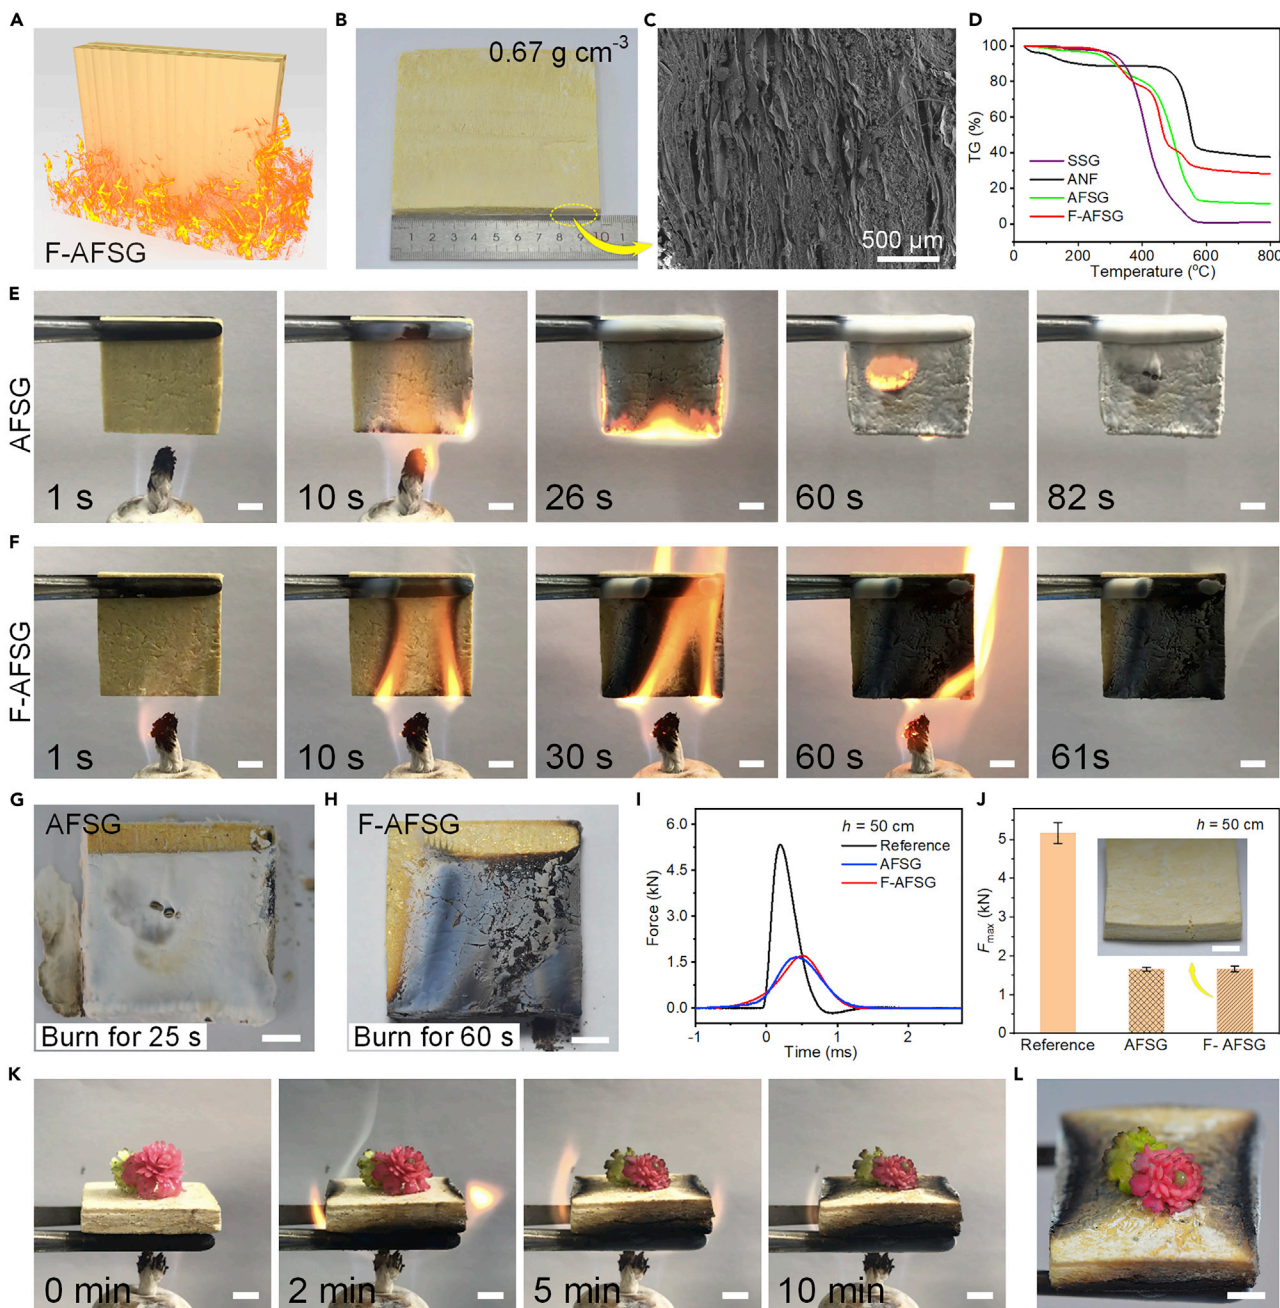 A
F-AFSG
B
0.67 g cm-3
1 2 3 4 5 6 7 8 9 10 1
C
500 µm
D
TG (%)
100
80
60
40
20
0
SSG
ANF
AFSG
F-AFSG
0 200 400 600 800
Temperature (oC)
E
AFSG
1 s
10 s
26 s
60 s
82 s
F
F-AFSG
1 s
10 s
30 s
60 s
61s
G
AFSG
Burn for 25 s
H
F-AFSG
Burn for 60 s
I
Force (kN)
6.0
4.5
3.0
1.5
0.0
h = 50 cm
Reference
AFSG
F-AFSG
-1 0 1 2
Time (ms)
J
Fmax (kN)
5
4
3
2
1
0
h = 50 cm
Reference AFSG F- AFSG
K
0 min
2 min
5 min
10 min
L